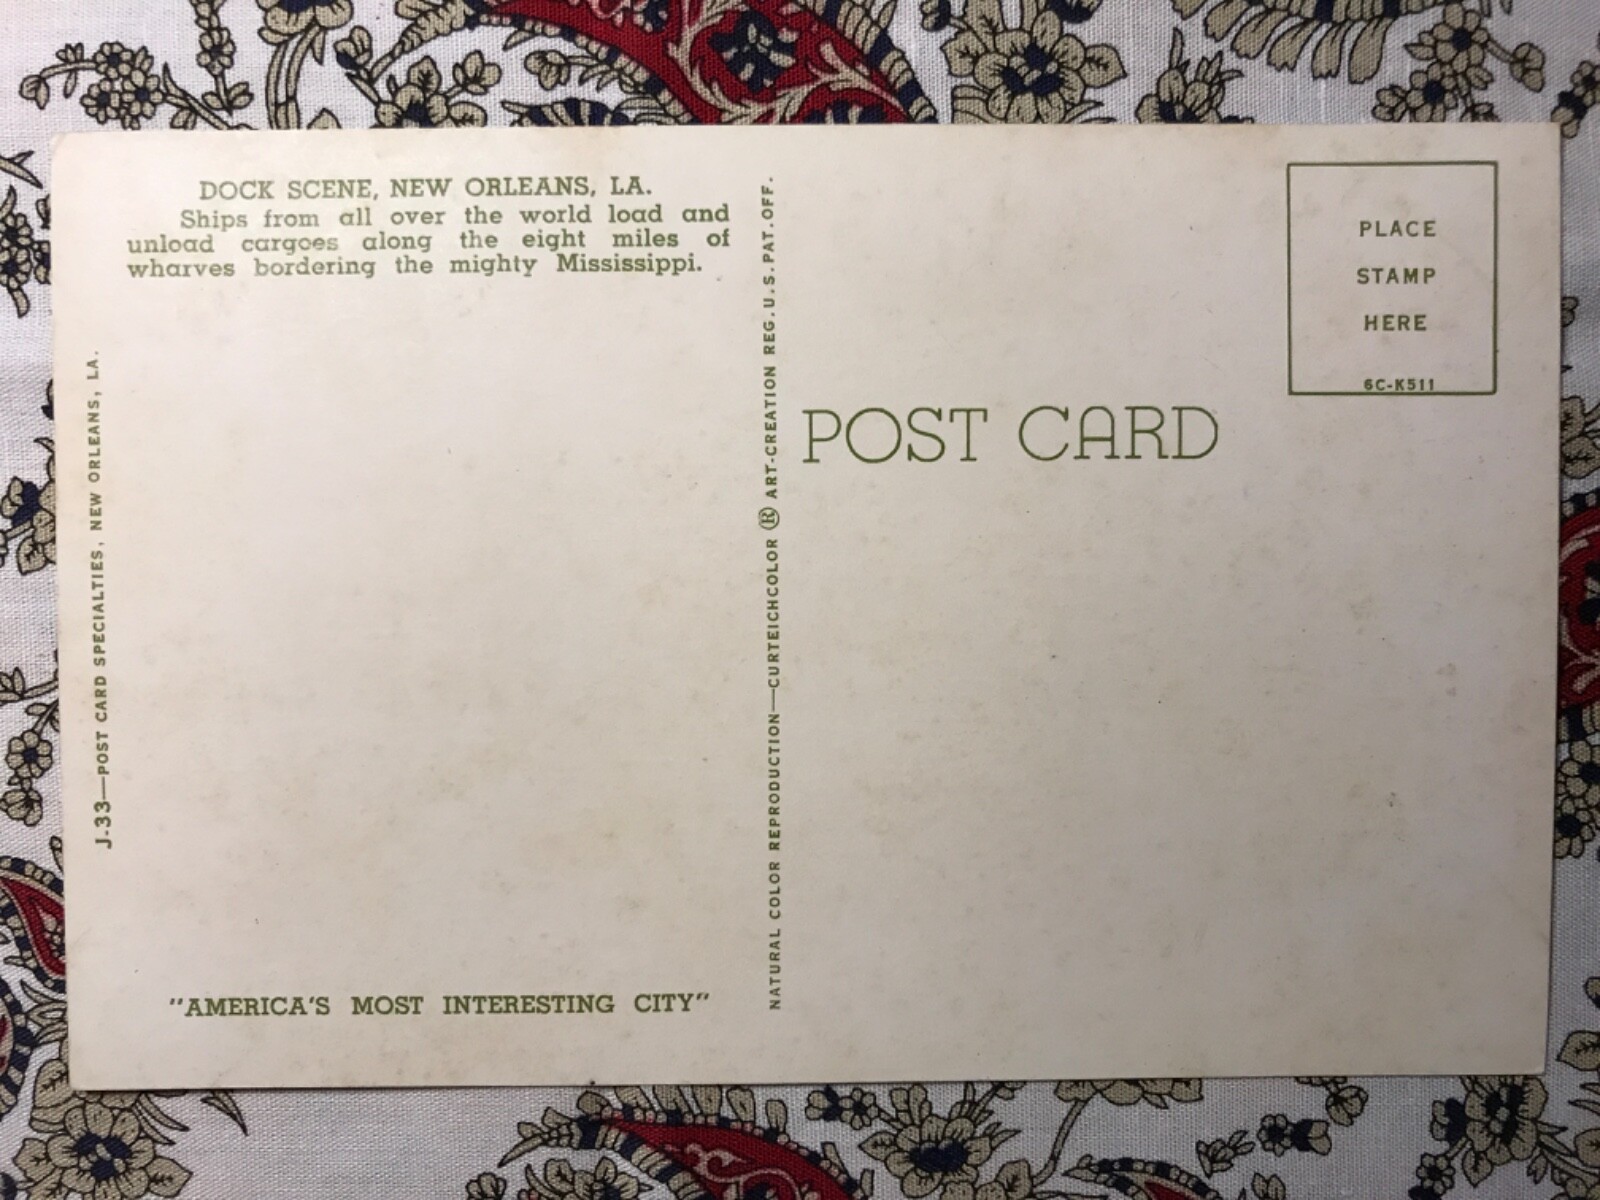 DOCK SCENE, NEW ORLEANS, LA.
Ships from all over the world load and
unload cargoes along the eight miles of
wharves bordering the mighty Mississippi.
J-33—POST CARD SPECIALTIES, NEW ORLEANS, LA.
"AMERICA'S MOST INTERESTING CITY"
NATURAL COLOR REPRODUCTION—CURTEICHCOLOR ® ART-CREATION REG. U.S. PAT. OFF.
POST CARD
PLACE
STAMP
HERE
6C-K511